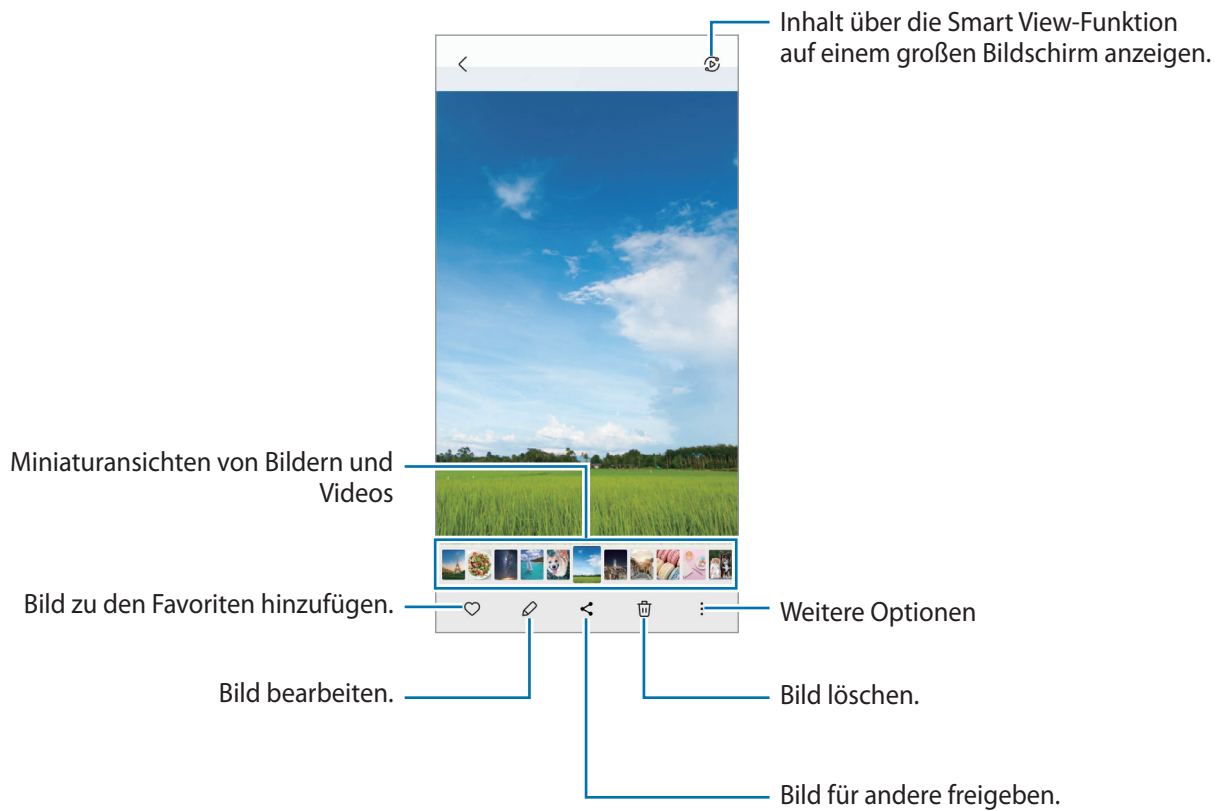 Inhalt über die Smart View-Funktion
auf einem großen Bildschirm anzeigen.
Miniaturansichten von Bildern und
Videos
Bild zu den Favoriten hinzufügen.
Weitere Optionen
Bild bearbeiten.
Bild löschen.
Bild für andere freigeben.